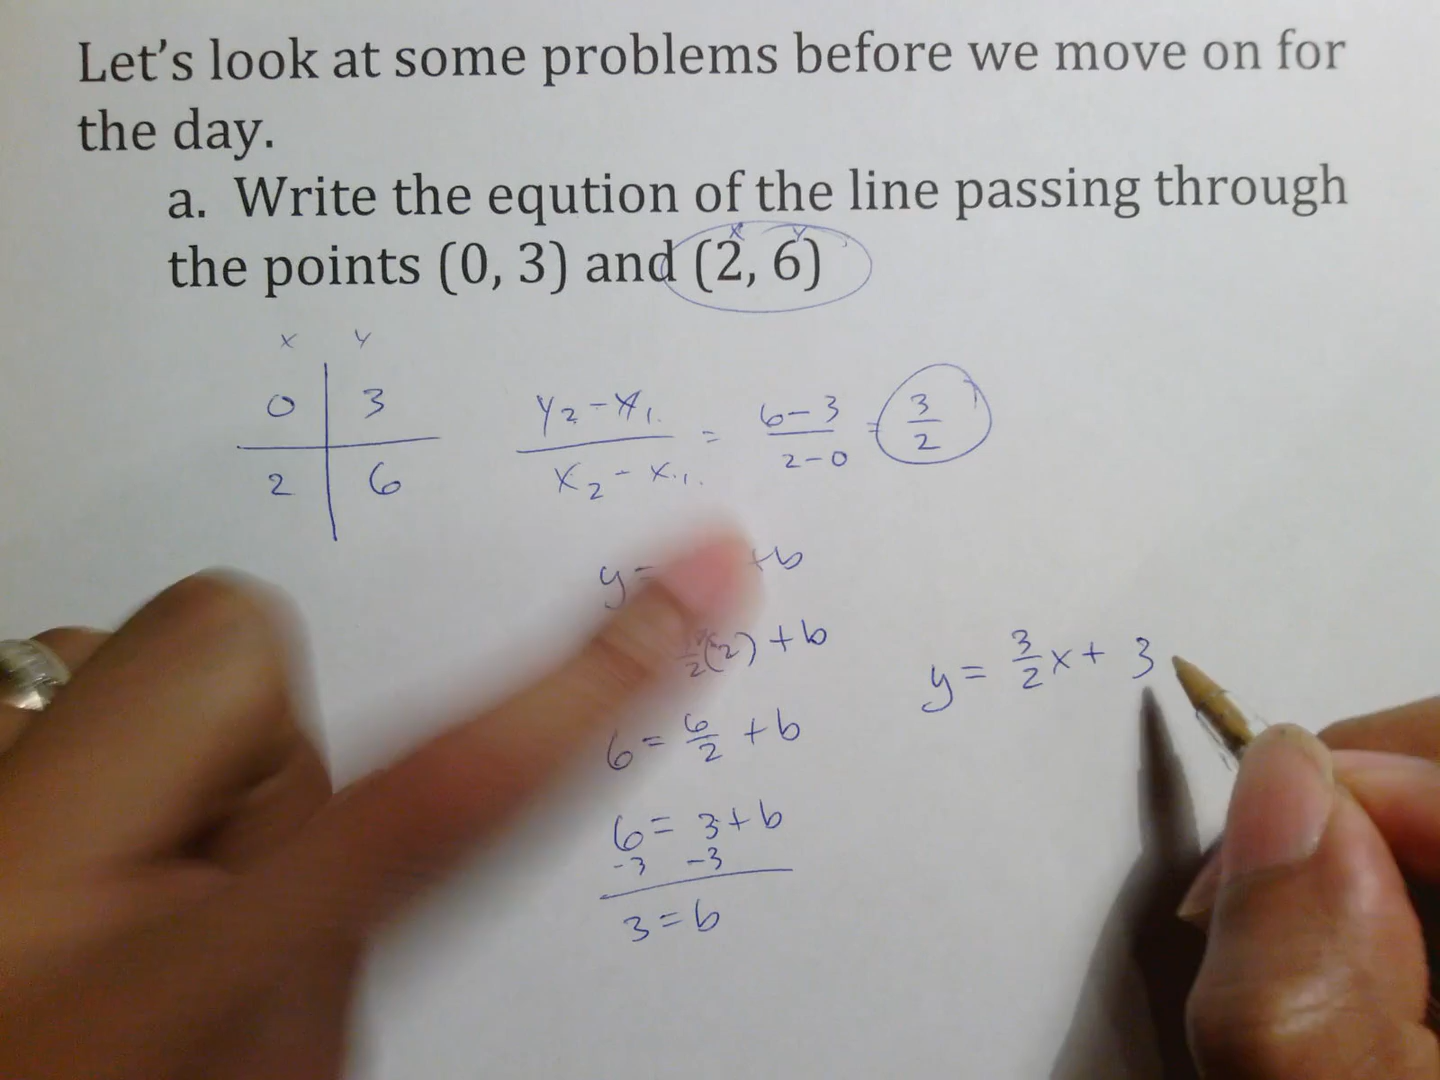 Let's look at some problems before we move on for
the day.
a. Write the eqution of the line passing through
the points (0, 3) and (2, 6)
x y
x y
0 3
2 6
y₂ - y₁ / x₂ - x₁ = 6 - 3 / 2 - 0 = 3/2
y = +b
2(2) + b
y = 3/2 x + 3
6 = 6/2 + b
6 = 3 + b
-3 -3
3 = b